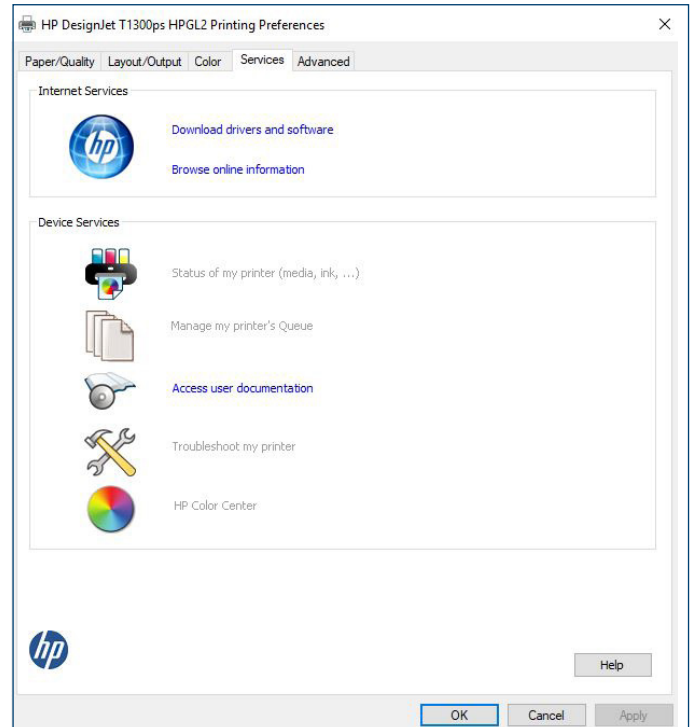 HP DesignJet T1300ps HPGL2 Printing Preferences
Paper/Quality Layout/Output Color Services Advanced
Internet Services
hp
Download drivers and software
Browse online information
Device Services
Status of my printer (media, ink, ...)
Manage my printer's Queue
Access user documentation
Troubleshoot my printer
HP Color Center
hp
Help
OK Cancel Apply